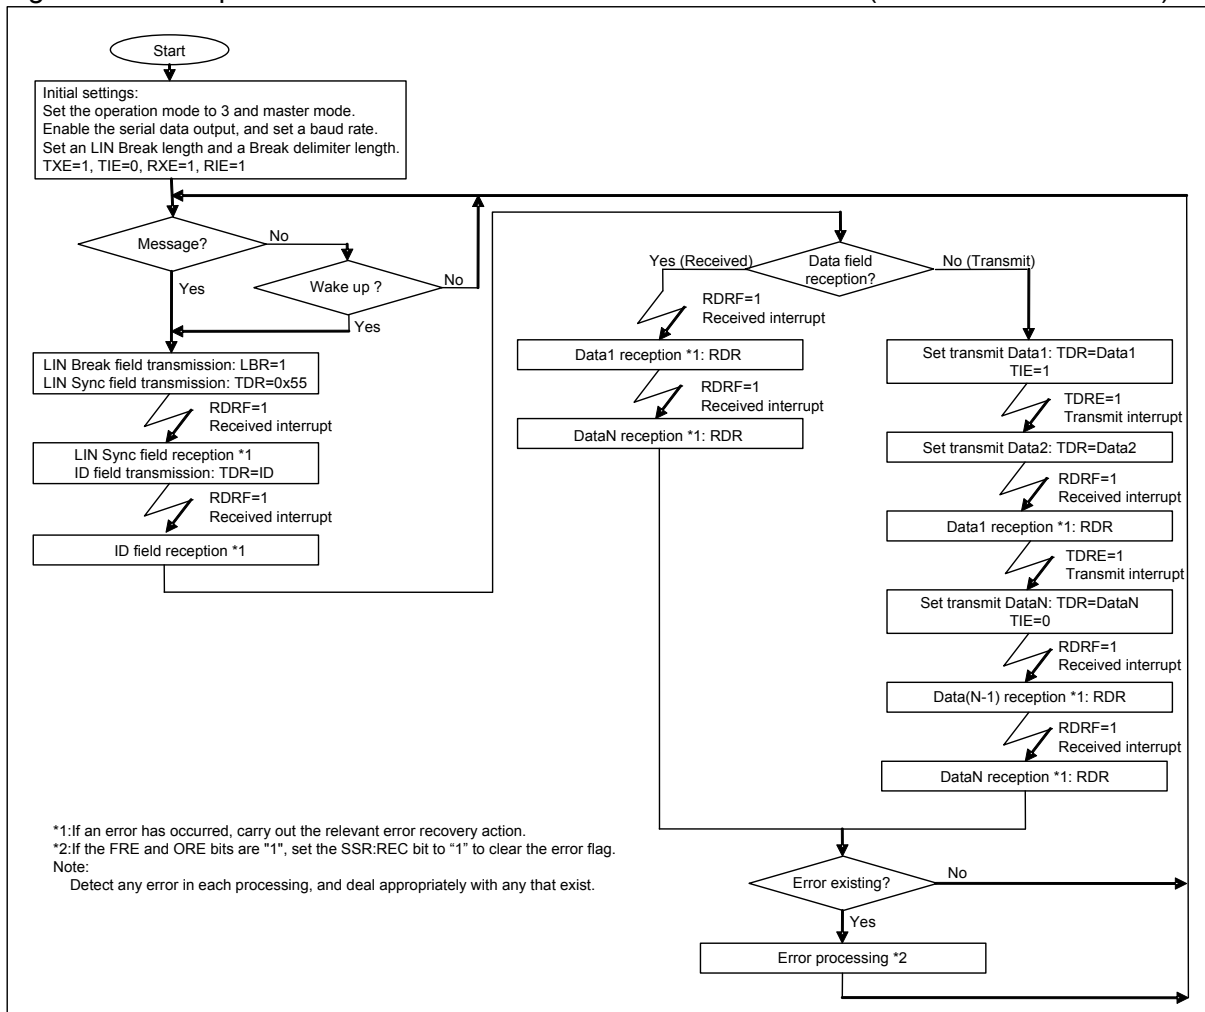 Start
Initial settings:
Set the operation mode to 3 and master mode.
Enable the serial data output, and set a baud rate.
Set an LIN Break length and a Break delimiter length.
TXE=1, TIE=0, RXE=1, RIE=1
Message?
No
Yes
Wake up ?
No
Yes
LIN Break field transmission: LBR=1
LIN Sync field transmission: TDR=0x55
RDRF=1
Received interrupt
LIN Sync field reception *1
ID field transmission: TDR=ID
RDRF=1
Received interrupt
ID field reception *1
Data field
reception?
Yes (Received)
No (Transmit)
RDRF=1
Received interrupt
Data1 reception *1: RDR
RDRF=1
Received interrupt
DataN reception *1: RDR
Set transmit Data1: TDR=Data1
TIE=1
TDRE=1
Transmit interrupt
Set transmit Data2: TDR=Data2
RDRF=1
Received interrupt
Data1 reception *1: RDR
TDRE=1
Transmit interrupt
Set transmit DataN: TDR=DataN
TIE=0
RDRF=1
Received interrupt
Data(N-1) reception *1: RDR
RDRF=1
Received interrupt
DataN reception *1: RDR
Error existing?
No
Yes
Error processing *2
*1:If an error has occurred, carry out the relevant error recovery action.
*2:If the FRE and ORE bits are "1", set the SSR:REC bit to “1” to clear the error flag.
Note:
Detect any error in each processing, and deal appropriately with any that exist.